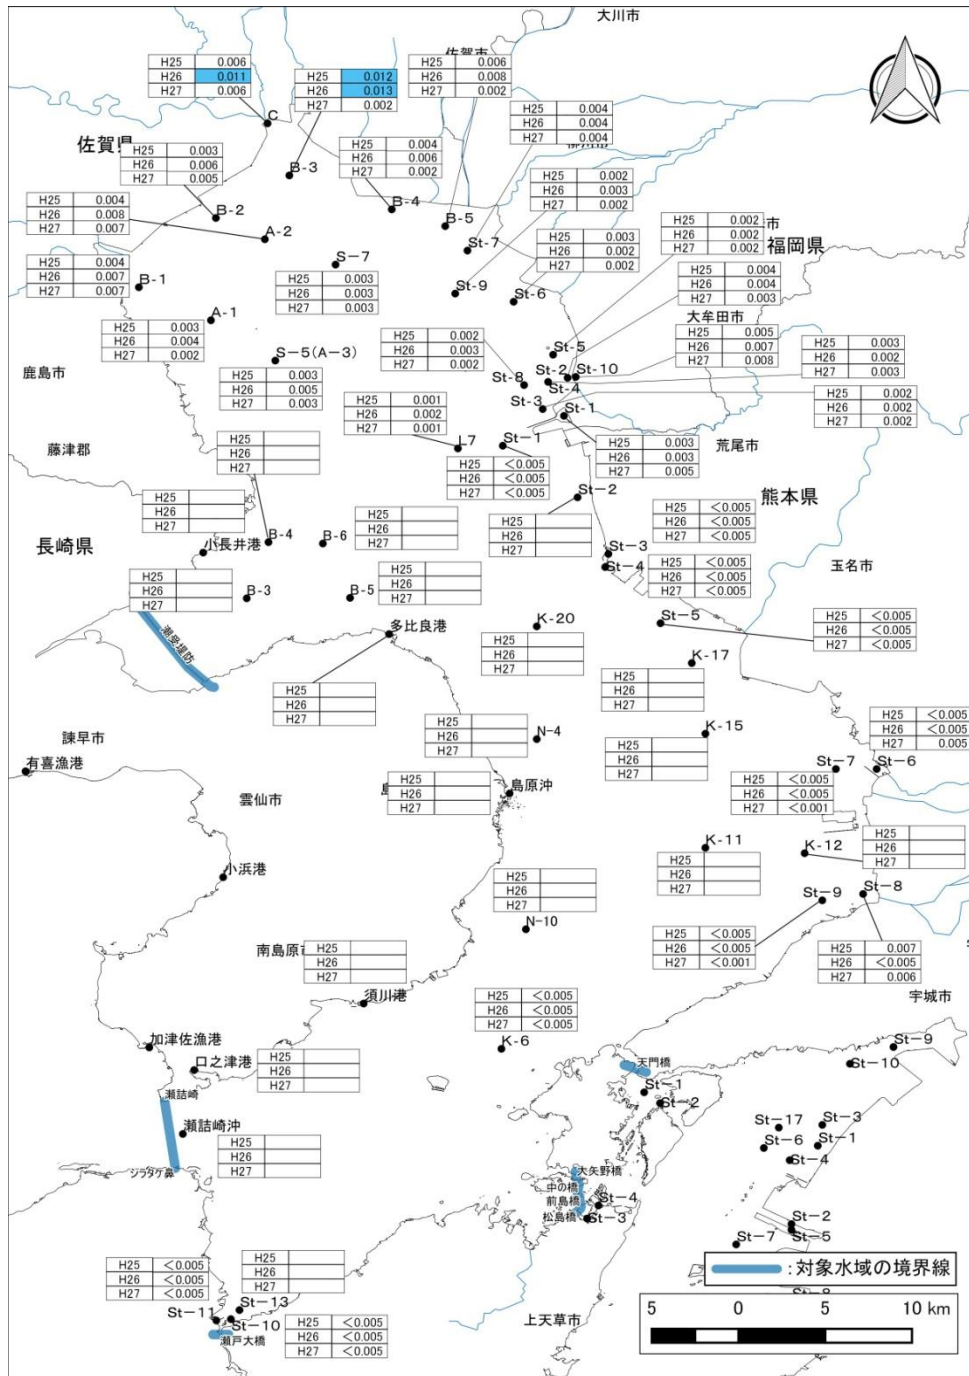 大川市
佐賀市
H25 0.006
H26 0.011
H27 0.006
H25 0.012
H26 0.013
H27 0.002
H25 0.006
H26 0.008
H27 0.002
H25 0.004
H26 0.004
H27 0.004
C
佐賀県
H25 0.003
H26 0.006
H27 0.005
H25 0.004
H26 0.006
H27 0.002
B-3
H25 0.002
H26 0.003
H27 0.002
H25 0.004
H26 0.008
H27 0.007
B-2
A-2
B-4
B-5
St-7
H25 0.003
H26 0.002
H27 0.002
H25 0.002
H26 0.002
H27 0.002
福岡県
H25 0.004
H26 0.007
H27 0.007
B-1
S-7
H25 0.003
H26 0.003
H27 0.003
St-9
St-6
H25 0.004
H26 0.004
H27 0.003
大牟田市
A-1
H25 0.003
H26 0.004
H27 0.002
S-5(A-3)
H25 0.003
H26 0.005
H27 0.003
H25 0.002
H26 0.003
H27 0.002
St-5
St-2
St-10
St-8
St-4
St-3
St-1
H25 0.005
H26 0.007
H27 0.008
H25 0.003
H26 0.002
H27 0.003
H25 0.002
H26 0.002
H27 0.002
鹿島市
H25 0.001
H26 0.002
H27 0.001
L7
St-1
H25 0.003
H26 0.003
H27 0.005
荒尾市
藤津郡
H25
H26
H27
H25 <0.005
H26 <0.005
H27 <0.005
St-2
熊本県
H25
H26
H27
H25
H26
H27
H25
H26
H27
H25 <0.005
H26 <0.005
H27 <0.005
長崎県
小長井港
B-4
B-6
St-3
St-4
H25 <0.005
H26 <0.005
H27 <0.005
玉名市
H25
H26
H27
B-3
B-5
H25
H26
H27
潮受堤防
多比良港
K-20
H25
H26
H27
St-5
H25 <0.005
H26 <0.005
H27 <0.005
K-17
H25
H26
H27
H25
H26
H27
H25
H26
H27
N-4
K-15
H25
H26
H27
H25 <0.005
H26 <0.005
H27 0.005
諫早市
有喜漁港
雲仙市
H25
H26
H27
島原沖
St-7
St-6
H25 <0.005
H26 <0.005
H27 <0.001
K-11
H25
H26
H27
K-12
H25
H26
H27
小浜港
H25
H26
H27
N-10
St-9
St-8
H25 <0.005
H26 <0.005
H27 <0.001
H25 0.007
H26 <0.005
H27 0.006
南島原市
H25
H26
H27
須川港
H25 <0.005
H26 <0.005
H27 <0.005
K-6
宇城市
加津佐漁港
口之津港
H25
H26
H27
天門橋
St-1
St-2
St-9
St-10
瀬詰崎
瀬詰崎沖
H25
H26
H27
シラタケ鼻
St-17
St-3
St-6
St-1
St-4
大矢野橋
中の橋
前島橋
松島橋
St-4
St-3
St-2
St-5
St-7
H25 <0.005
H26 <0.005
H27 <0.005
H25
H26
H27
St-13
St-11
St-10
瀬戸大橋
H25 <0.005
H26 <0.005
H27 <0.005
上天草市
:対象水域の境界線
5 0 5 10 km